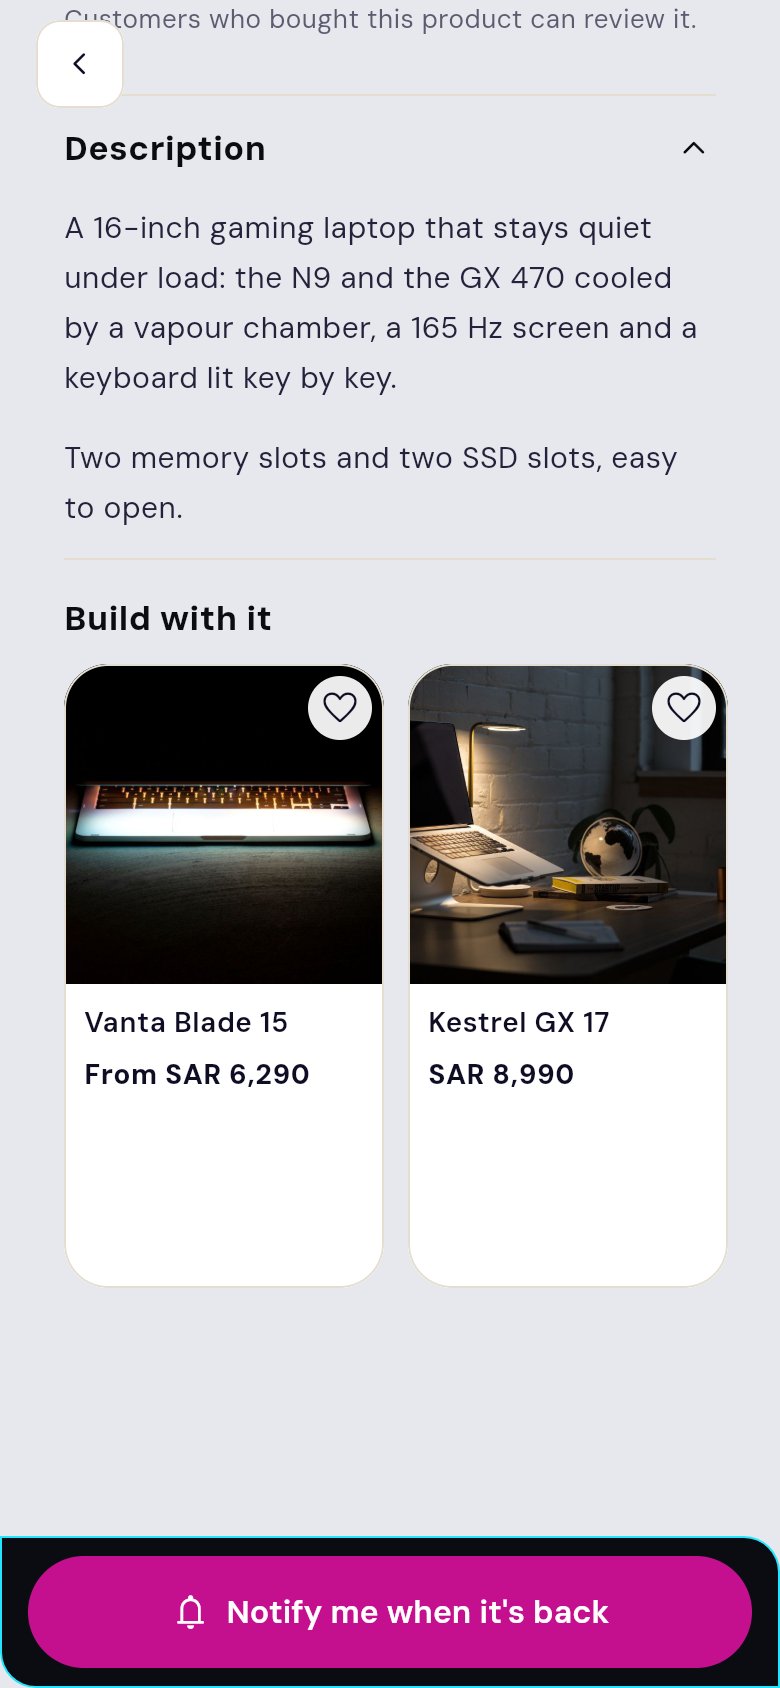 Customers who bought this product can review it.
Description
A 16-inch gaming laptop that stays quiet
under load: the N9 and the GX 470 cooled
by a vapour chamber, a 165 Hz screen and a
keyboard lit key by key.
Two memory slots and two SSD slots, easy
to open.
Build with it
Vanta Blade 15
From SAR 6,290
Kestrel GX 17
SAR 8,990
Notify me when it's back